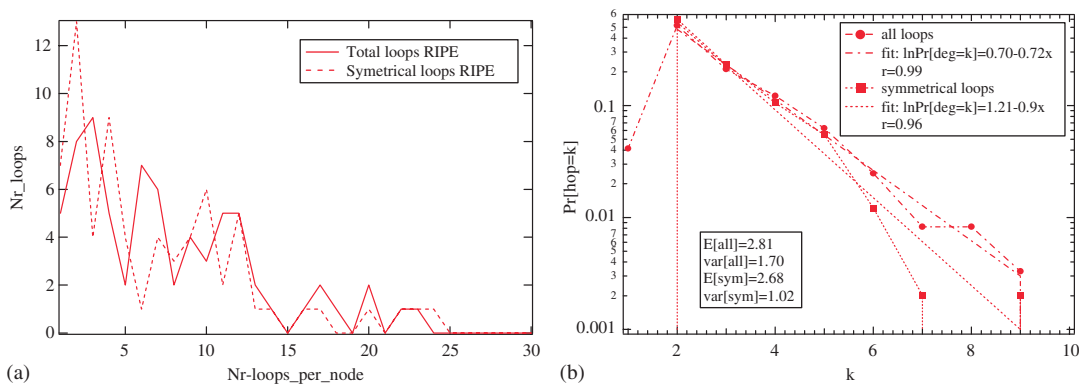 12
10
8
6
4
2
0
Nr_loops
Total loops RIPE
Symetrical loops RIPE
5
10
15
20
25
30
Nr-loops_per_node
(a)
6
5
4
3
2
0.1
6
5
4
3
2
0.01
6
5
4
3
2
0.001
Pr[hop=k]
all loops
fit: lnPr[deg=k]=0.70-0.72x
r=0.99
symmetrical loops
fit: lnPr[deg=k]=1.21-0.9x
r=0.96
E[all]=2.81
var[all]=1.70
E[sym]=2.68
var[sym]=1.02
2
4
6
8
10
k
(b)